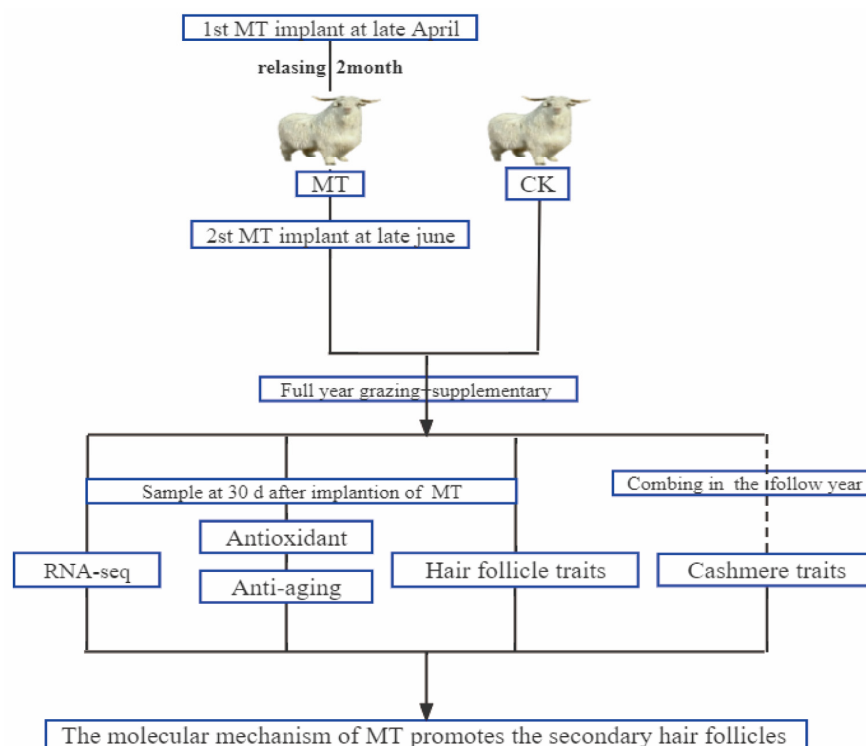 1st MT implant at late April
relasing 2month
MT
CK
2st MT implant at late june
Full year grazing+supplementary
Sample at 30 d after implantion of MT
Combing in the follow year
Antioxidant
RNA-seq
Hair follicle traits
Cashmere traits
Anti-aging
The molecular mechanism of MT promotes the secondary hair follicles